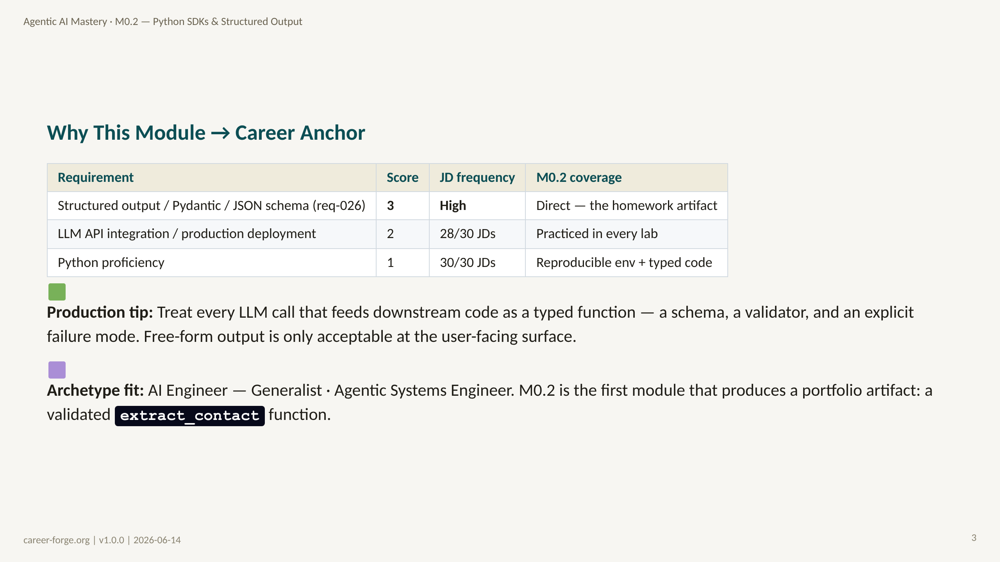 Agentic AI Mastery · M0.2 — Python SDKs & Structured Output
Why This Module → Career Anchor
Requirement Score JD frequency M0.2 coverage
Structured output / Pydantic / JSON schema (req-026) 3 High Direct — the homework artifact
LLM API integration / production deployment 2 28/30 JDs Practiced in every lab
Python proficiency 1 30/30 JDs Reproducible env + typed code
Production tip: Treat every LLM call that feeds downstream code as a typed function — a schema, a validator, and an explicit
failure mode. Free-form output is only acceptable at the user-facing surface.
Archetype fit: AI Engineer — Generalist · Agentic Systems Engineer. M0.2 is the first module that produces a portfolio artifact: a
validated extract_contact function.
career-forge.org | v1.0.0 | 2026-06-14
3